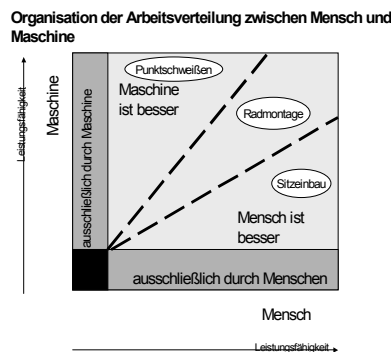 Organisation der Arbeitsverteilung zwischen Mensch und
Maschine
Leistungsfähigkeit
Maschine
ausschließlich durch Maschine
Punktschweißen
Maschine
ist besser
Radmontage
Sitzeinbau
Mensch ist
besser
ausschließlich durch Menschen
Mensch
Leistungsfähigkeit